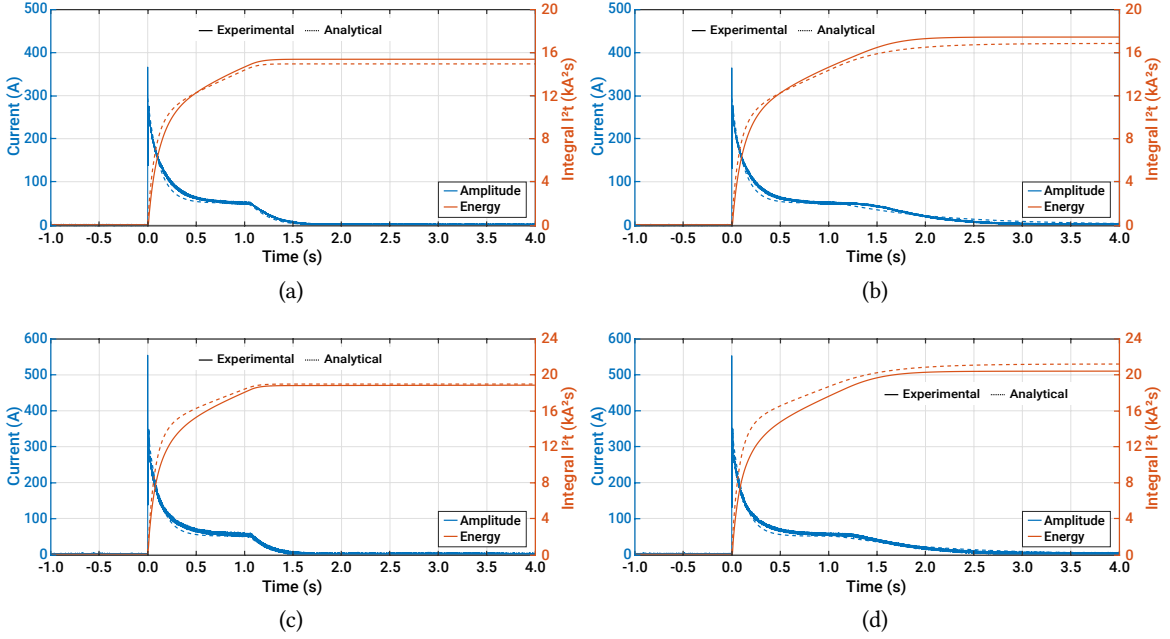 500
400
300
200
100
0
Current (A)
Experimental Analytical
Amplitude
Energy
20
16
12
8
4
0
Integral I²t (kA²s)
-1.0 -0.5 0.0 0.5 1.0 1.5 2.0 2.5 3.0 3.5 4.0
Time (s)
(a)
500
400
300
200
100
0
Current (A)
Experimental Analytical
Amplitude
Energy
20
16
12
8
4
0
Integral I²t (kA²s)
-1.0 -0.5 0.0 0.5 1.0 1.5 2.0 2.5 3.0 3.5 4.0
Time (s)
(b)
600
500
400
300
200
100
0
Current (A)
Experimental Analytical
Amplitude
Energy
24
20
16
12
8
4
0
Integral I²t (kA²s)
-1.0 -0.5 0.0 0.5 1.0 1.5 2.0 2.5 3.0 3.5 4.0
Time (s)
(c)
600
500
400
300
200
100
0
Current (A)
Experimental Analytical
Amplitude
Energy
24
20
16
12
8
4
0
Integral I²t (kA²s)
-1.0 -0.5 0.0 0.5 1.0 1.5 2.0 2.5 3.0 3.5 4.0
Time (s)
(d)